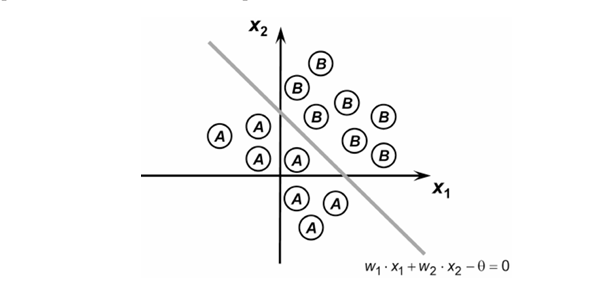 x₂
B
B
B
B B
A A B
A A B
x₁
A A
A
w₁ · x₁ + w₂ · x₂ − θ = 0